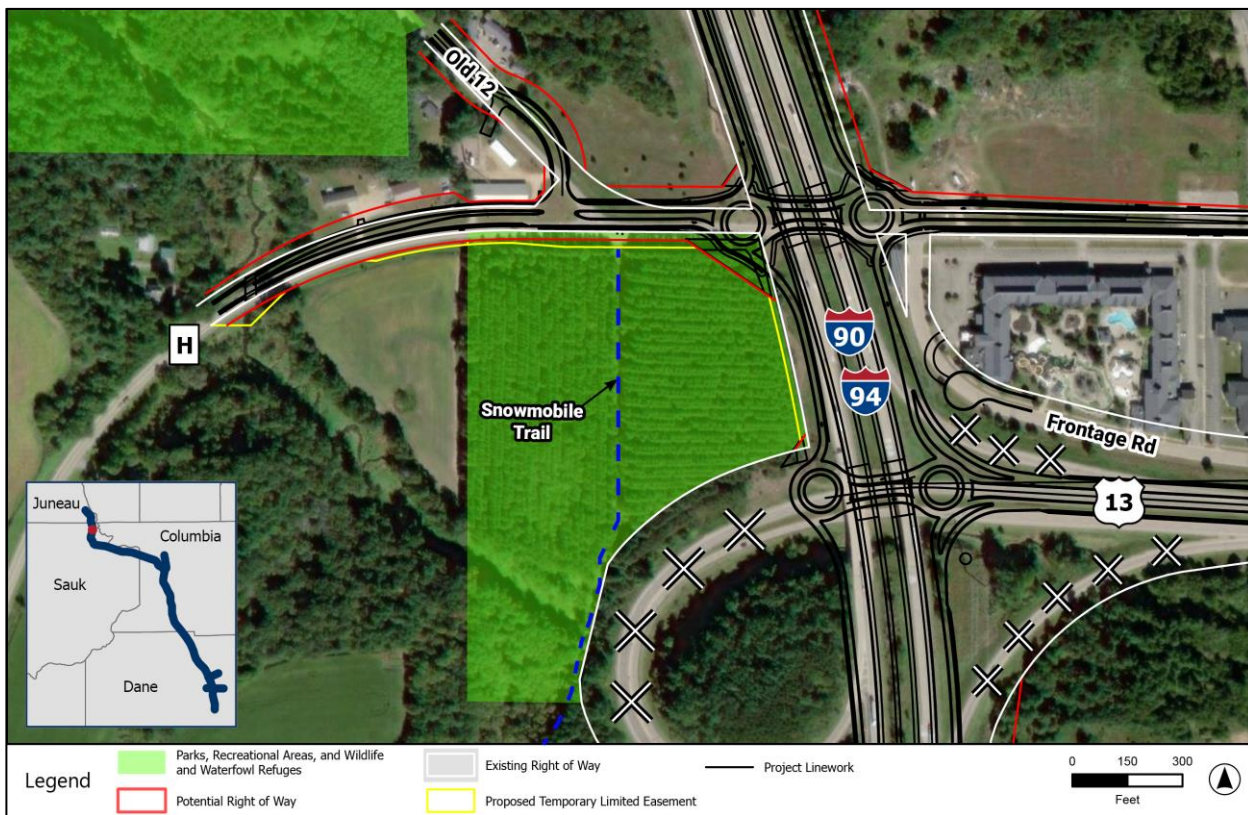 Old 12
H
90
94
Snowmobile
Trail
Frontage Rd
13
Juneau
Columbia
Sauk
Dane
Legend
Parks, Recreational Areas, and Wildlife
and Waterfowl Refuges
Existing Right of Way
Project Linework
Potential Right of Way
Proposed Temporary Limited Easement
0 150 300
Feet